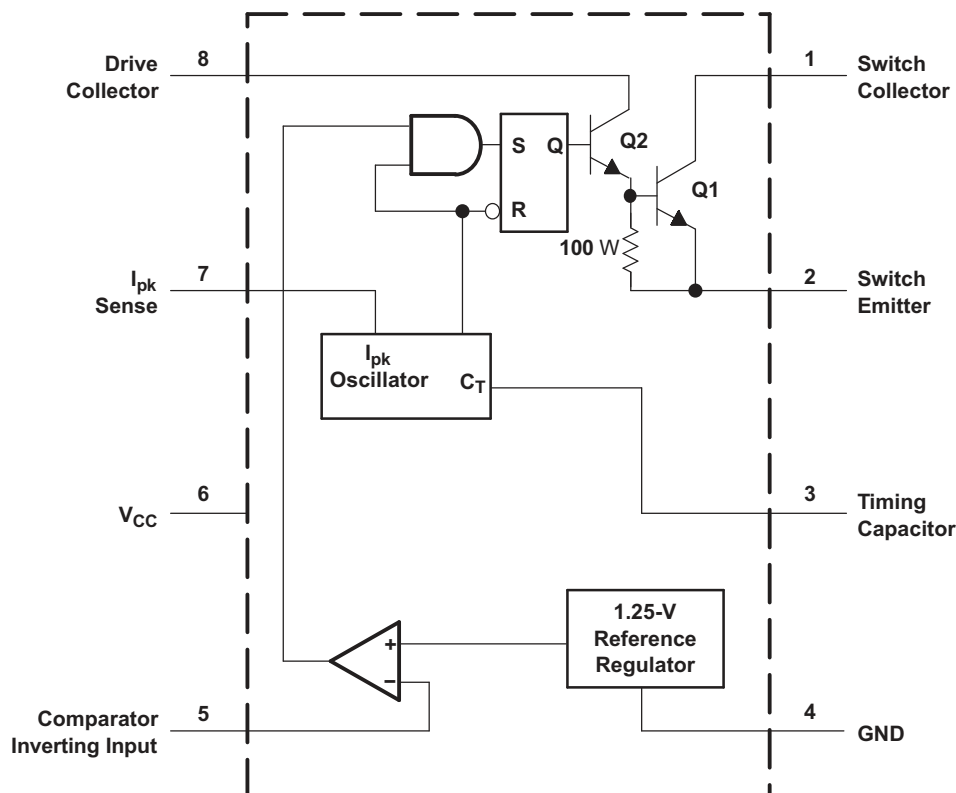 Drive
Collector
8
1
Switch
Collector
S
Q
Q2
Q1
R
100 W
Ipk
Sense
7
2
Switch
Emitter
Ipk
Oscillator
CT
6
VCC
3
Timing
Capacitor
1.25-V
Reference
Regulator
+
−
5
Comparator
Inverting Input
4
GND